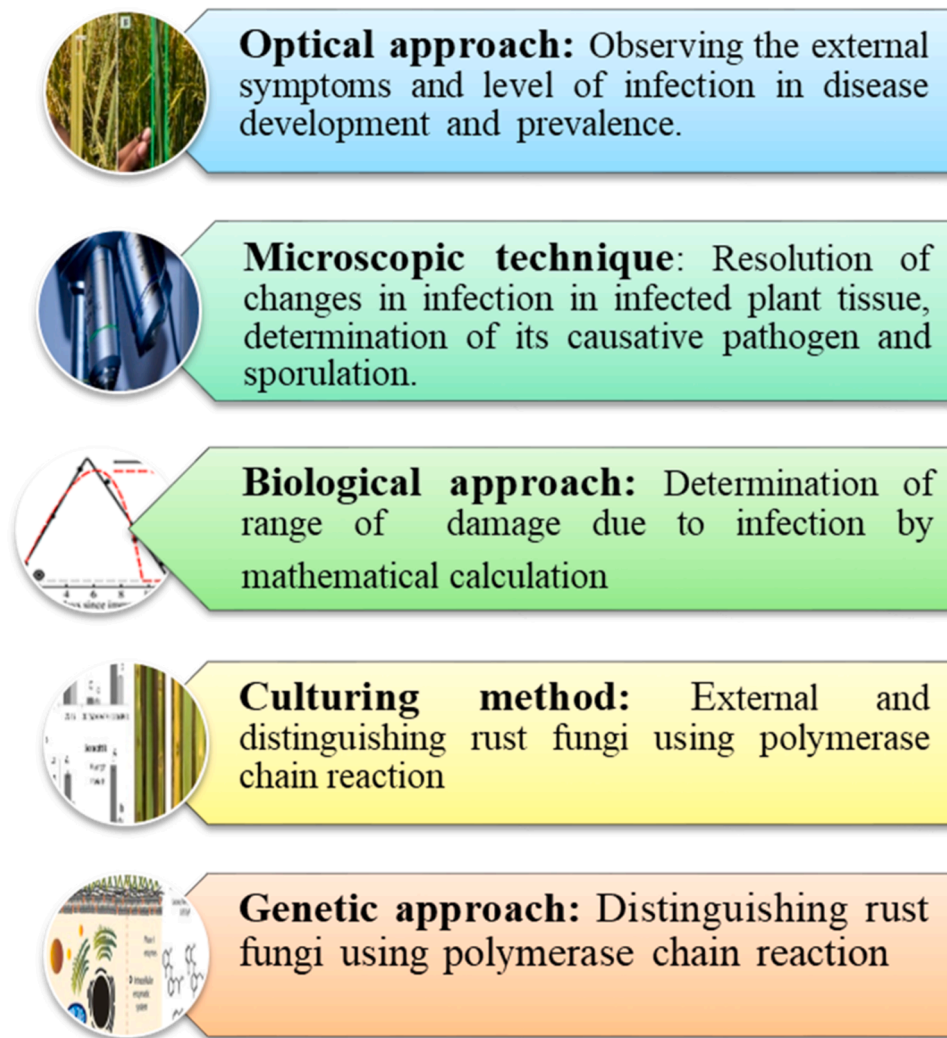 Optical approach: Observing the external
symptoms and level of infection in disease
development and prevalence.
Microscopic technique: Resolution of
changes in infection in infected plant tissue,
determination of its causative pathogen and
sporulation.
Biological approach: Determination of
range of damage due to infection by
mathematical calculation
4 6 8
Culturing method: External and
distinguishing rust fungi using polymerase
chain reaction
Genetic approach: Distinguishing rust
fungi using polymerase chain reaction